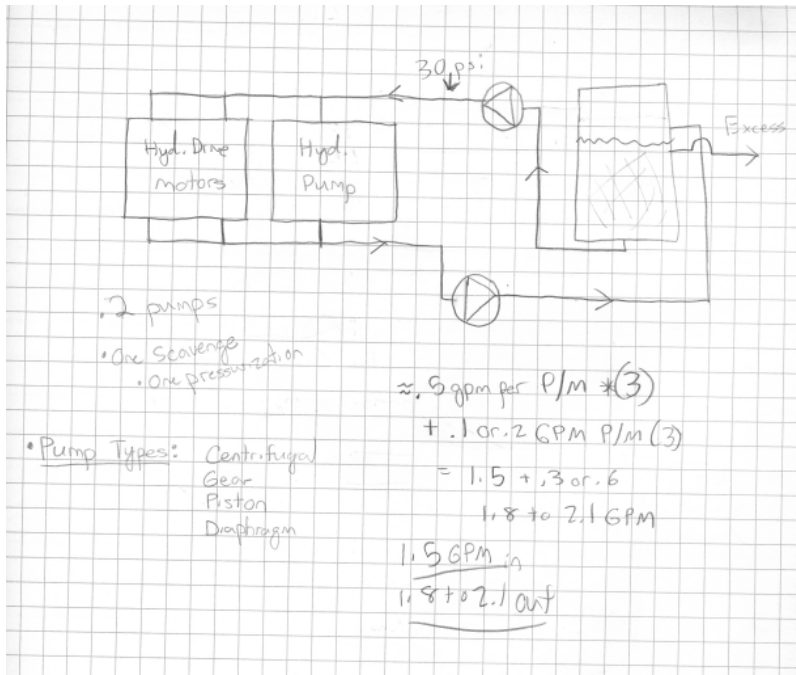 30 psi
Excess
Hyd. Drive
motors
Hyd.
Pump
• 2 pumps
• One Scavenge
• One pressurization
≈ .5 gpm per P/M *(3)
+ .1 or .2 GPM P/M (3)
= 1.5 + .3 or .6
1.8 to 2.1 GPM
• Pump Types: Centrifugal
Gear
Piston
Diaphragm
1.5 GPM in
1.8 to 2.1 out